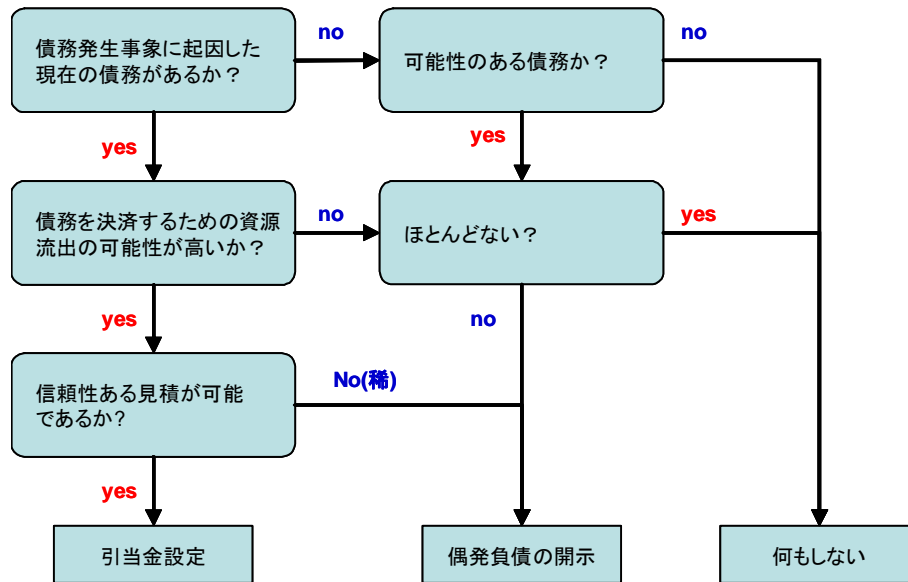 債務発生事象に起因した
現在の債務があるか？
no
可能性のある債務か？
no
yes
yes
債務を決済するための資源
流出の可能性が高いか？
no
ほとんどない？
yes
yes
no
信頼性ある見積が可能
であるか?
No(稀)
yes
引当金設定
偶発負債の開示
何もしない